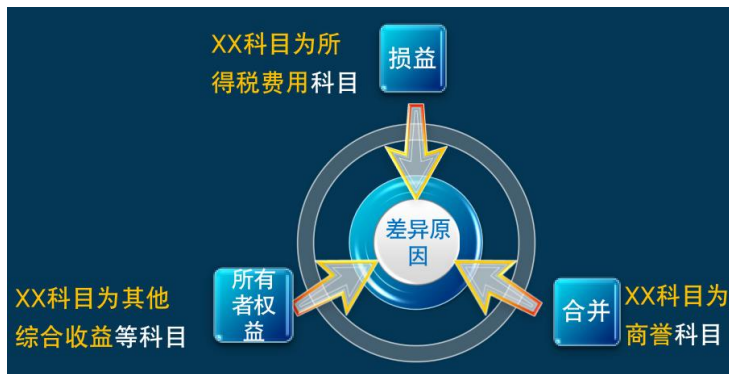 XX科目为所
得税费用科目
损益
差异原
因
所有
者权
益
XX科目为其他
综合收益等科目
合并
XX科目为
商誉科目